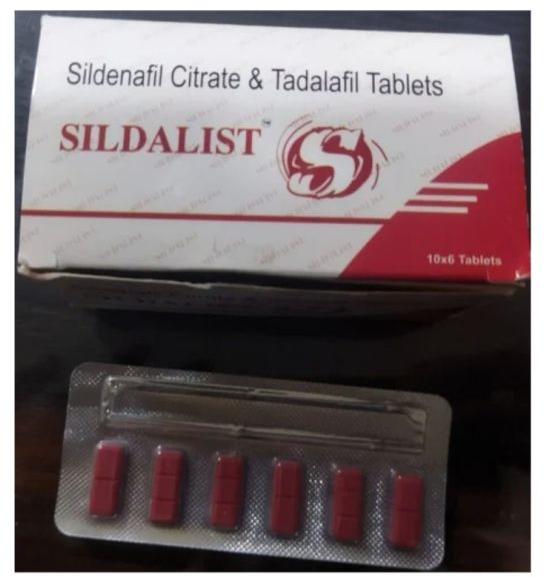 Sildenafil Citrate & Tadalafil Tablets
SILDALIST
10x6 Tablets